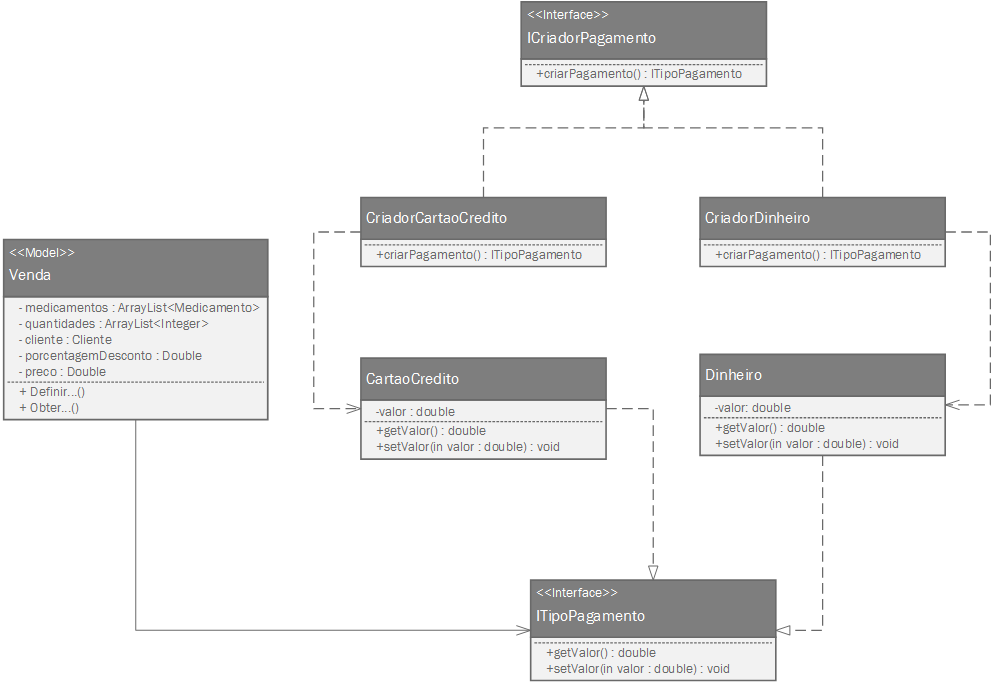 <<Interface>>
ICriadorPagamento
+criarPagamento() : ITipoPagamento
CriadorCartaoCredito
+criarPagamento() : ITipoPagamento
CriadorDinheiro
+criarPagamento() : ITipoPagamento
<<Model>>
Venda
- medicamentos : ArrayList<Medicamento>
- quantidades : ArrayList<Integer>
- cliente : Cliente
- porcentagemDesconto : Double
- preco : Double
+ Definir...()
+ Obter...()
CartaoCredito
-valor : double
+getValor() : double
+setValor(in valor : double) : void
Dinheiro
-valor: double
+getValor() : double
+setValor(in valor : double) : void
<<Interface>>
ITipoPagamento
+getValor() : double
+setValor(in valor : double) : void